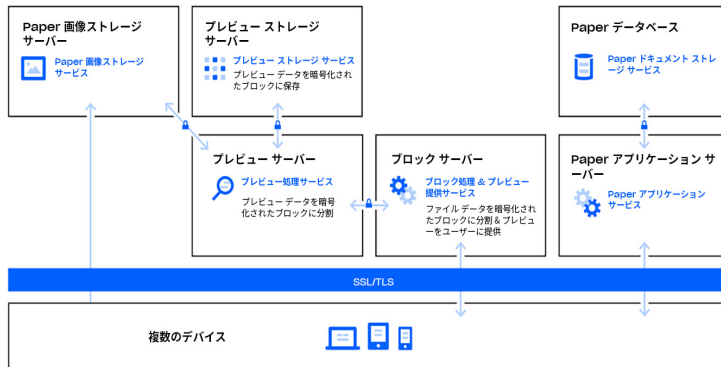 Paper 画像ストレージ
サーバー
Paper 画像ストレージ
サービス
プレビュー ストレージ
サーバー
プレビュー ストレージ サービス
プレビュー データを暗号化され
たブロックに保存
Paper データベース
Paper ドキュメント ストレ
ージ サービス
プレビュー サーバー
プレビュー処理サービス
プレビュー データを暗号
化されたブロックに分割
ブロック サーバー
ブロック処理 & プレビュー
提供サービス
ファイル データを暗号化され
たブロックに分割 & プレビュ
ーをユーザーに提供
Paper アプリケーション サ
ーバー
Paper アプリケーション
サービス
SSL/TLS
複数のデバイス